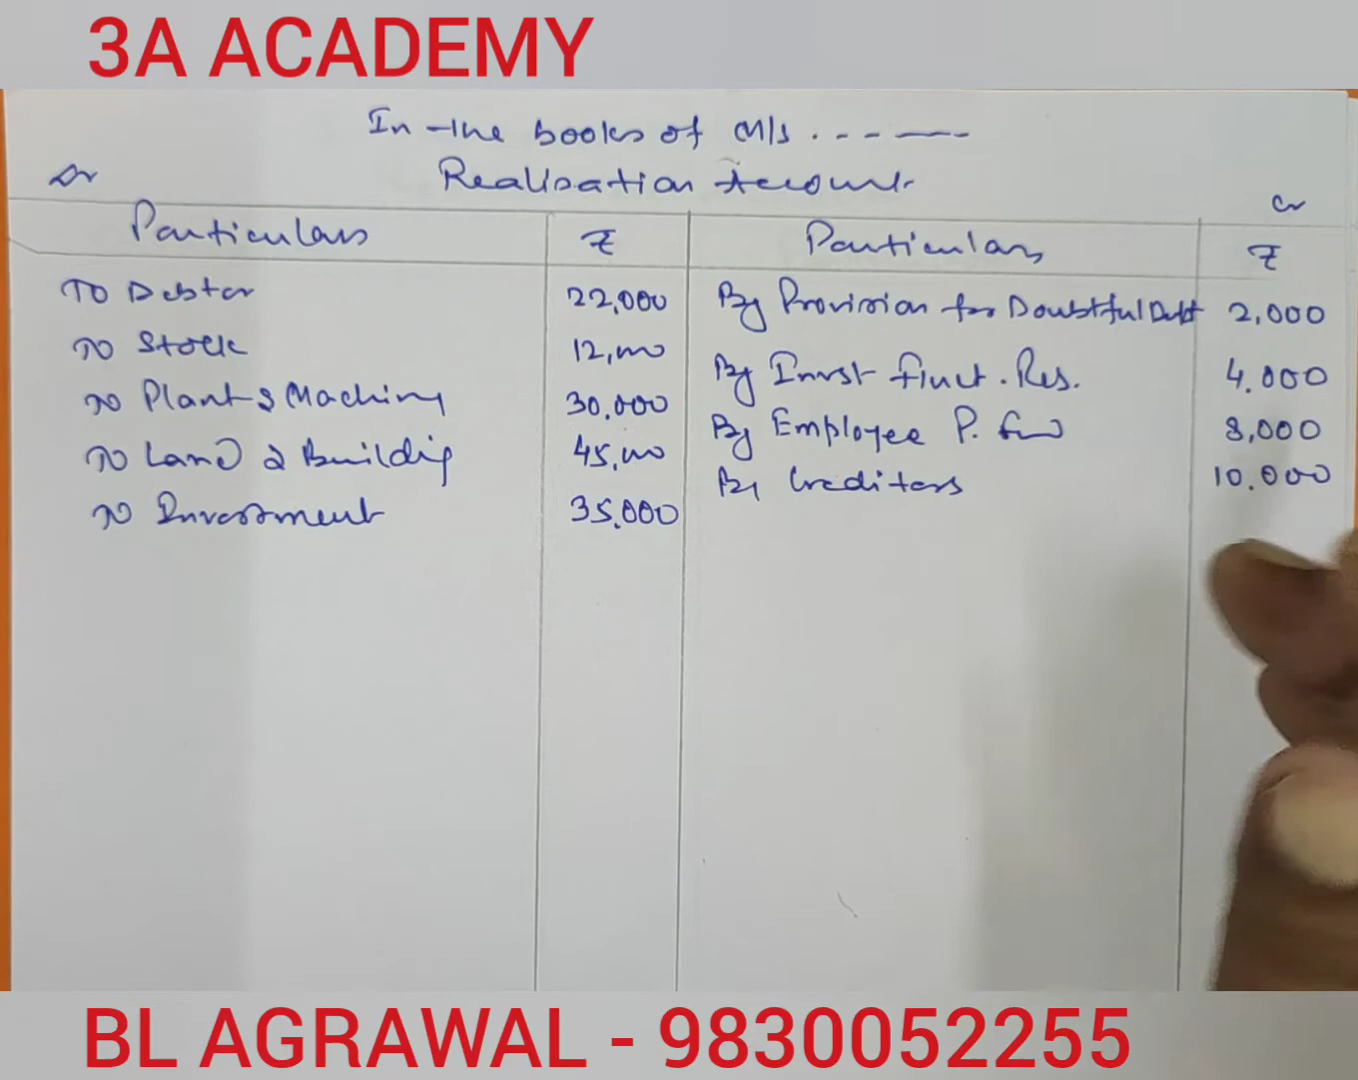 3A ACADEMY
In the books of M/s . - - - —
Dr
Realisation Account
Cr
Particulars ₹ Particulars ₹
To Debtor 22,000 By Provision for Doubtful Debt 2,000
To Stock 12,000 By Invst fluct. Res. 4,000
To Plant & Machinery 30,000 By Employee P. fund 8,000
To Land & Building 45,000 By Creditors 10,000
To Investment 35,000
BL AGRAWAL - 9830052255